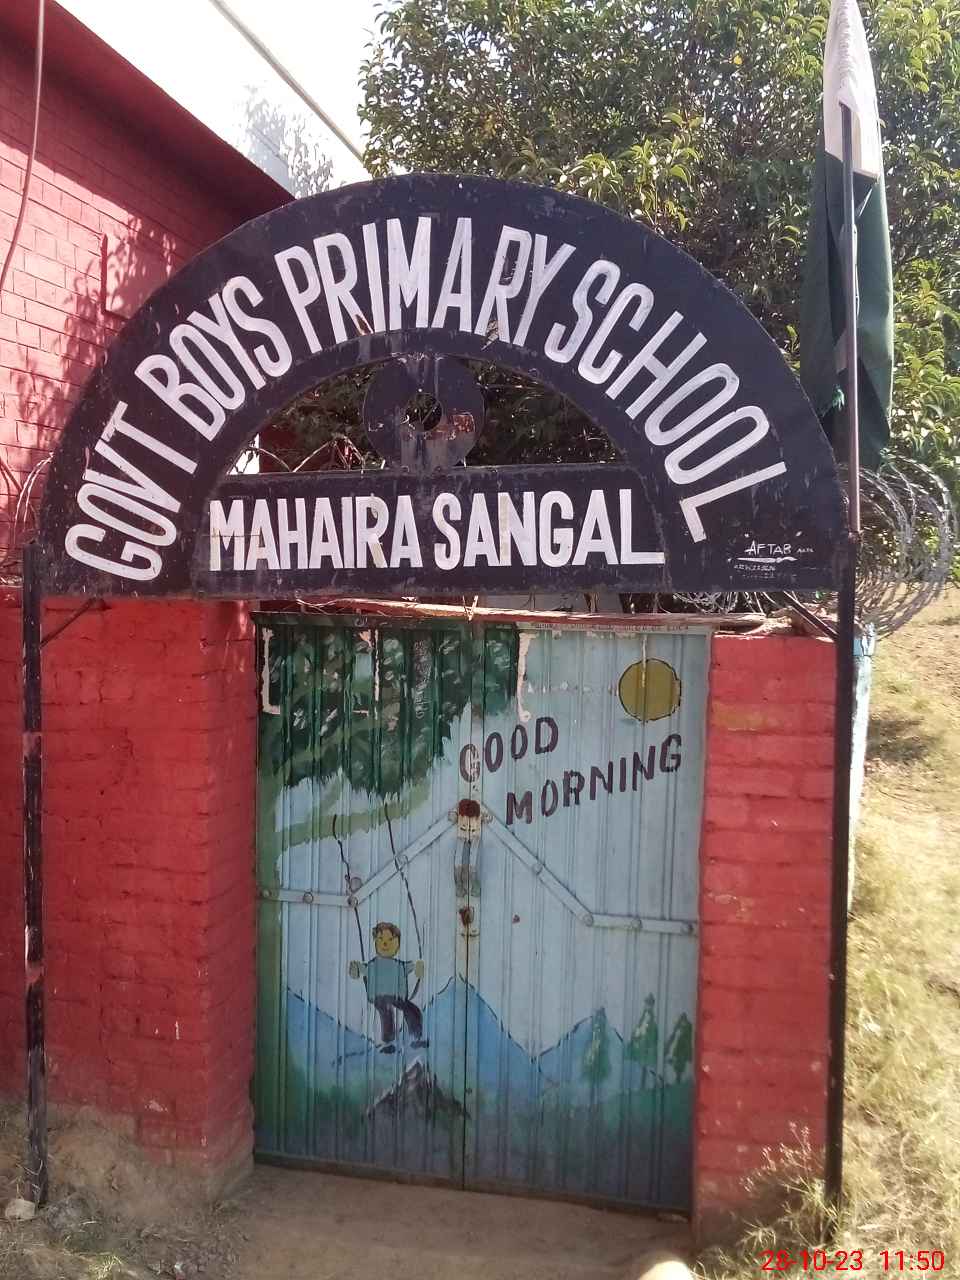 GOVT BOYS PRIMARY SCHOOL
MAHAIRA SANGAL
"AFTAB"
GOOD
MORNING
28-10-23 11:50